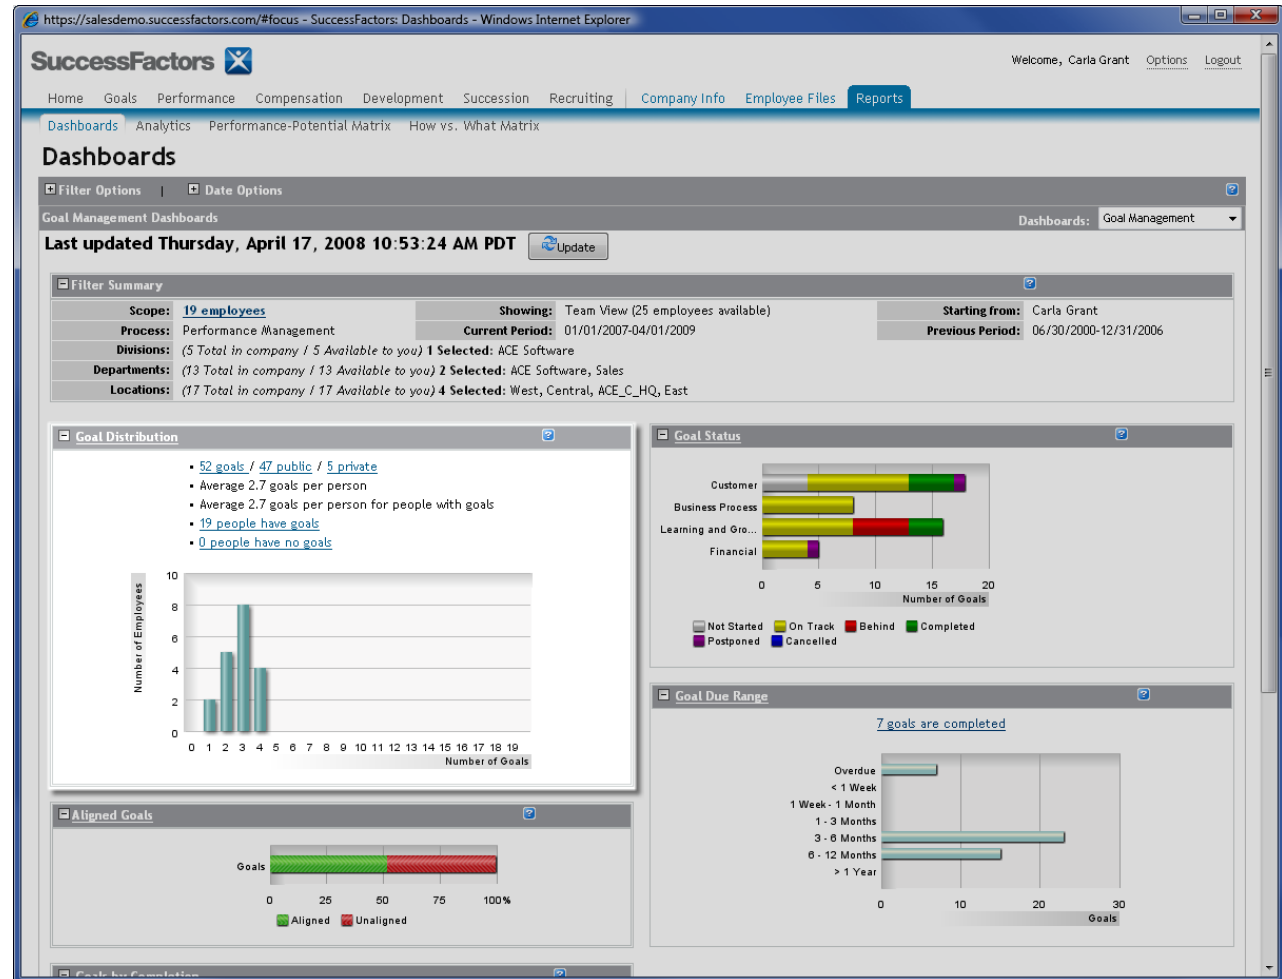 https://salesdemo.successfactors.com/#focus - SuccessFactors: Dashboards - Windows Internet Explorer
SuccessFactors
Welcome, Carla Grant Options Logout
Home Goals Performance Compensation Development Succession Recruiting Company Info Employee Files Reports
Dashboards Analytics Performance-Potential Matrix How vs. What Matrix
Dashboards
Filter Options | Date Options
Goal Management Dashboards Dashboards: Goal Management
Last updated Thursday, April 17, 2008 10:53:24 AM PDT Update
Filter Summary
Scope: 19 employees Showing: Team View (25 employees available) Starting from: Carla Grant
Process: Performance Management Current Period: 01/01/2007-04/01/2009 Previous Period: 06/30/2000-12/31/2006
Divisions: (5 Total in company / 5 Available to you) 1 Selected: ACE Software
Departments: (13 Total in company / 13 Available to you) 2 Selected: ACE Software, Sales
Locations: (17 Total in company / 17 Available to you) 4 Selected: West, Central, ACE_C_HQ, East
Goal Distribution
52 goals / 47 public / 5 private
Average 2.7 goals per person
Average 2.7 goals per person for people with goals
19 people have goals
0 people have no goals
Number of Employees
10
8
6
4
2
0
0 1 2 3 4 5 6 7 8 9 10 11 12 13 14 15 16 17 18 19
Number of Goals
Aligned Goals
Goals
0 25 50 75 100%
Aligned Unaligned
Goals by Completion
Goal Status
Customer
Business Process
Learning and Gro...
Financial
0 5 10 15 20
Number of Goals
Not Started On Track Behind Completed
Postponed Cancelled
Goal Due Range
7 goals are completed
Overdue
< 1 Week
1 Week - 1 Month
1 - 3 Months
3 - 6 Months
6 - 12 Months
> 1 Year
0 10 20 30
Goals